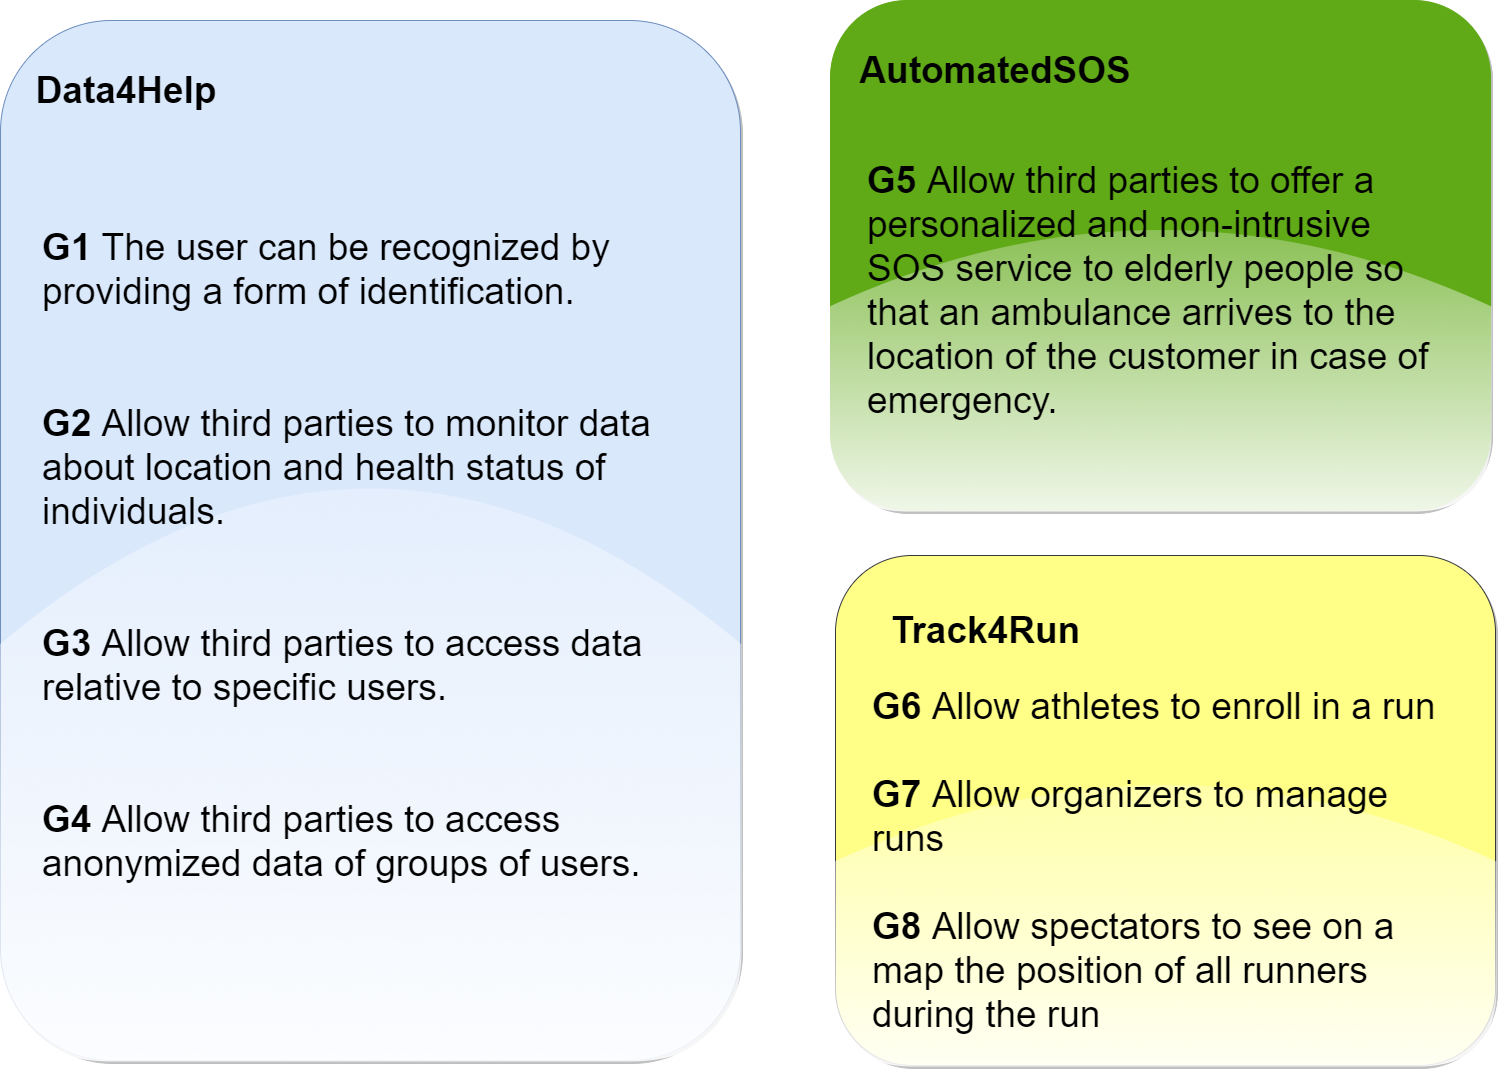 Data4Help
G1 The user can be recognized by
providing a form of identification.
G2 Allow third parties to monitor data
about location and health status of
individuals.
G3 Allow third parties to access data
relative to specific users.
G4 Allow third parties to access
anonymized data of groups of users.
AutomatedSOS
G5 Allow third parties to offer a
personalized and non-intrusive
SOS service to elderly people so
that an ambulance arrives to the
location of the customer in case of
emergency.
Track4Run
G6 Allow athletes to enroll in a run
G7 Allow organizers to manage
runs
G8 Allow spectators to see on a
map the position of all runners
during the run